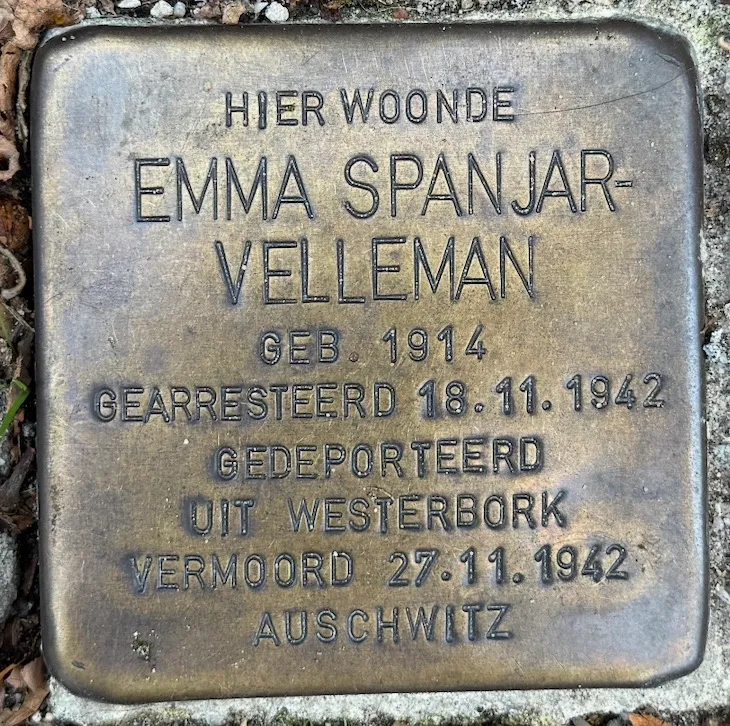 HIER WOONDE
EMMA SPANJAR-
VELLEMAN
GEB. 1914
GEARRESTEERD 18.11.1942
GEDEPORTEERD
UIT WESTERBORK
VERMOORD 27.11.1942
AUSCHWITZ